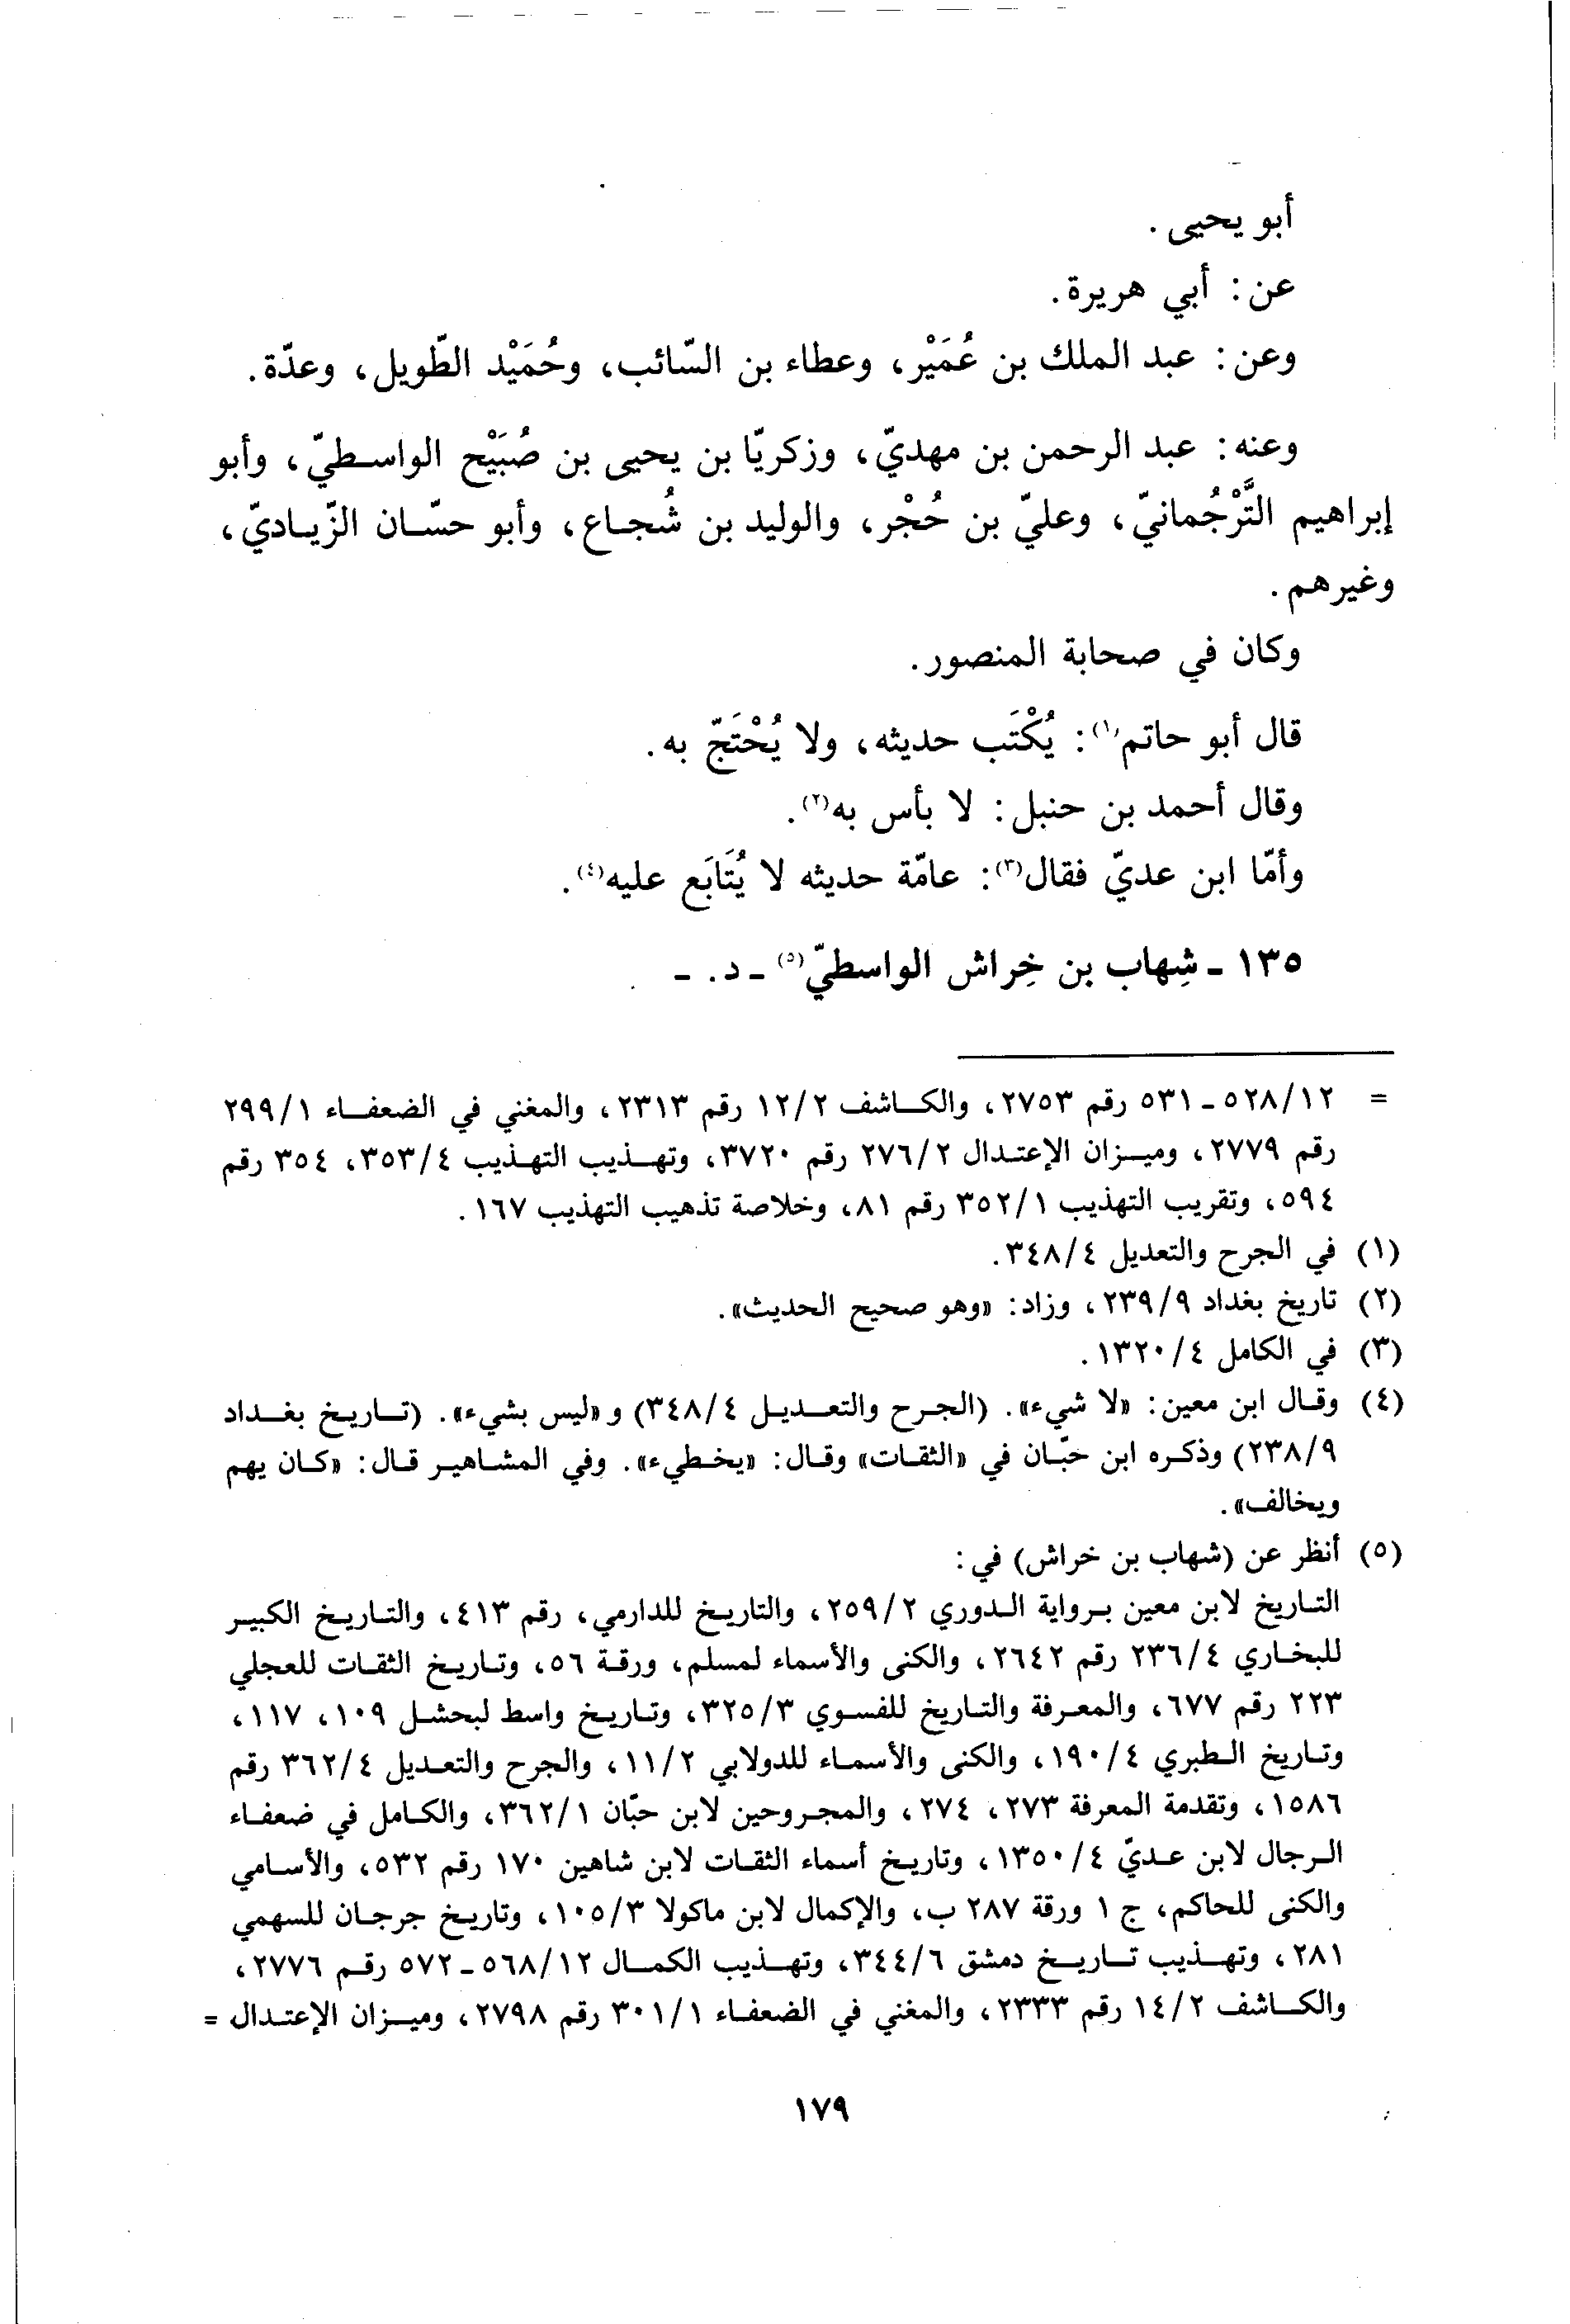 أبو يحيى.
عن: أبي هريرة.
وعن: عبد الملك بن عُمَيْر، وعطاء بن السّائب، وحُمَيْد الطّويل، وعدّة.
وعنه: عبد الرحمن بن مهديّ، وزكريّا بن يحيى بن صُبَيْح الواسطيّ، وأبو
إبراهيم التَّرْجُمانيّ، وعليّ بن حُجْر، والوليد بن شُجاع، وأبو حسّان الزّياديّ،
وغيرهم.
وكان في صحابة المنصور.
قال أبو حاتم(١): يُكْتَب حديثه، ولا يُحْتَجّ به.
وقال أحمد بن حنبل: لا بأس به(٢).
وأمّا ابن عديّ فقال(٣): عامّة حديثه لا يُتَابَع عليه(٤).
١٣٥ ـ شِهاب بن خِراش الواسطيّ(٥) ـ د. ـ
= ٥٢٨/١٢ ـ ٥٣١ رقم ٢٧٥٣، والكاشف ١٢/٢ رقم ٢٣١٣، والمغني في الضعفاء ٢٩٩/١
رقم ٢٧٧٩، وميزان الإعتدال ٢٧٦/٢ رقم ٣٧٢٠، وتهذيب التهذيب ٣٥٣/٤، ٣٥٤ رقم
٥٩٤، وتقريب التهذيب ٣٥٢/١ رقم ٨١، وخلاصة تذهيب التهذيب ١٦٧.
(١) في الجرح والتعديل ٣٤٨/٤.
(٢) تاريخ بغداد ٢٣٩/٩، وزاد: «وهو صحيح الحديث».
(٣) في الكامل ١٣٢٠/٤.
(٤) وقال ابن معين: «لا شيء». (الجرح والتعديل ٣٤٨/٤) و«ليس بشيء». (تاريخ بغداد
٢٣٨/٩) وذكره ابن حبّان في «الثقات» وقال: «يخطيء». وفي المشاهير قال: «كان يهم
ويخالف».
(٥) أنظر عن (شهاب بن خراش) في:
التاريخ لابن معين برواية الدوري ٢٥٩/٢، والتاريخ للدارمي، رقم ٤١٣، والتاريخ الكبير
للبخاري ٢٣٦/٤ رقم ٢٦٤٢، والكنى والأسماء لمسلم، ورقة ٥٦، وتاريخ الثقات للعجلي
٢٢٣ رقم ٦٧٧، والمعرفة والتاريخ للفسوي ٣٢٥/٣، وتاريخ واسط لبحشل ١٠٩، ١١٧،
وتاريخ الطبري ١٩٠/٤، والكنى والأسماء للدولابي ١١/٢، والجرح والتعديل ٣٦٢/٤ رقم
١٥٨٦، وتقدمة المعرفة ٢٧٣، ٢٧٤، والمجروحين لابن حبّان ٣٦٢/١، والكامل في ضعفاء
الرجال لابن عديّ ١٣٥٠/٤، وتاريخ أسماء الثقات لابن شاهين ١٧٠ رقم ٥٣٢، والأسامي
والكنى للحاكم، ج ١ ورقة ٢٨٧ ب، والإكمال لابن ماكولا ١٠٥/٣، وتاريخ جرجان للسهمي
٢٨١، وتهذيب تاريخ دمشق ٣٤٤/٦، وتهذيب الكمال ٥٦٨/١٢ ـ ٥٧٢ رقم ٢٧٧٦،
والكاشف ١٤/٢ رقم ٢٣٣٣، والمغني في الضعفاء ٣٠١/١ رقم ٢٧٩٨، وميزان الإعتدال =
١٧٩